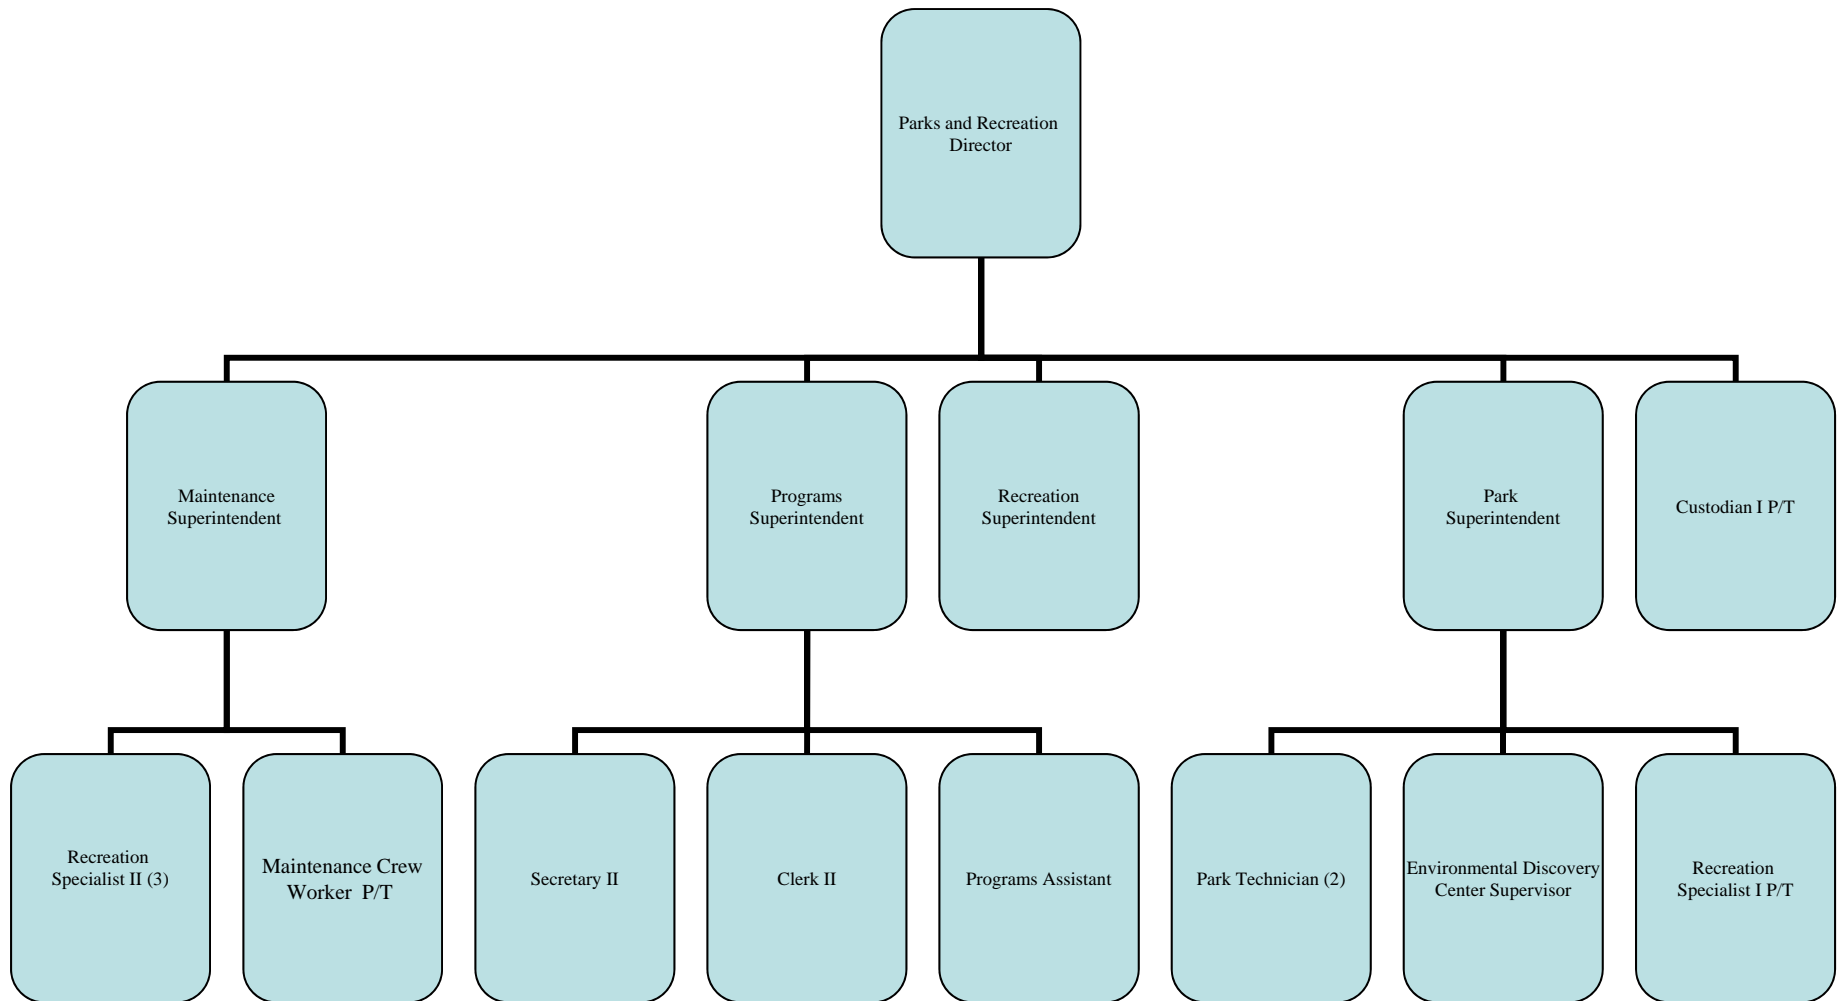 Parks and Recreation
Director
Maintenance
Superintendent
Programs
Superintendent
Recreation
Superintendent
Park
Superintendent
Custodian I P/T
Recreation
Specialist II (3)
Maintenance Crew
Worker P/T
Secretary II
Clerk II
Programs Assistant
Park Technician (2)
Environmental Discovery
Center Supervisor
Recreation
Specialist I P/T